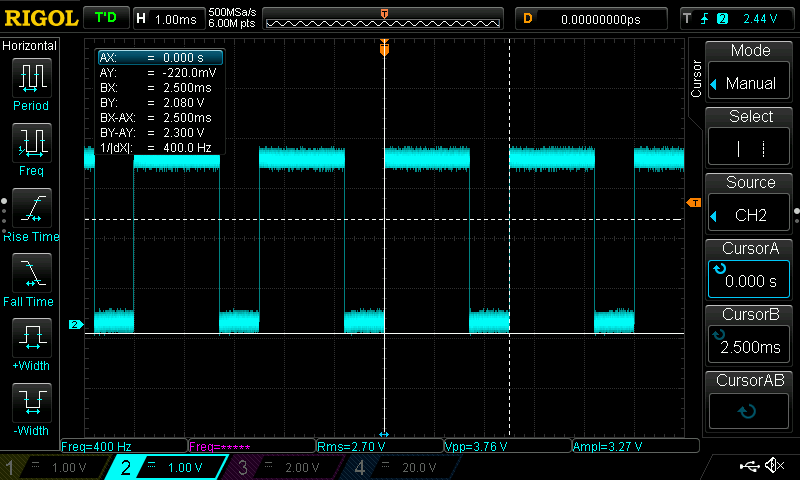 RIGOL T'D H 1.00ms 500MSa/s 6.00M pts T D 0.00000000ps T 2 2.44 V
Horizontal
Period
Freq
Rise Time
Fall Time
+Width
-Width
AX: = 0.000 s
AY: = -220.0mV
BX: = 2.500ms
BY: = 2.080 V
BX-AX: = 2.500ms
BY-AY: = 2.300 V
1/|dX|: = 400.0 Hz
T
T
2
Cursor
Mode
Manual
Select
Source
CH2
CursorA
0.000 s
CursorB
2.500ms
CursorAB
Freq=400 Hz Freq=***** Rms=2.70 V Vpp=3.76 V Ampl=3.27 V
1 1.00 V 2 1.00 V 3 2.00 V 4 20.0 V